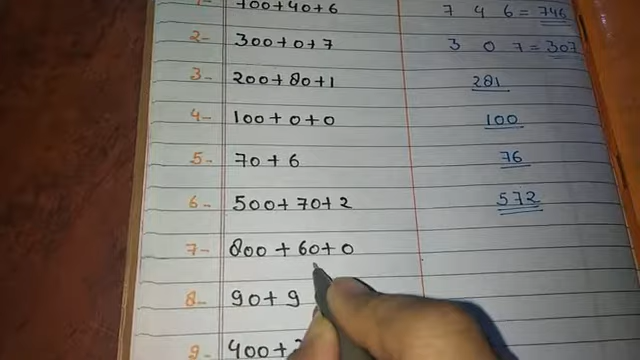 1- 700+40+6 7 4 6 = 746
2- 300+0+7 3 0 7 = 307
3- 200+80+1 281
4- 100+0+0 100
5- 70+6 76
6- 500+70+2 572
7- 800+60+0
8- 90+9
9- 400+